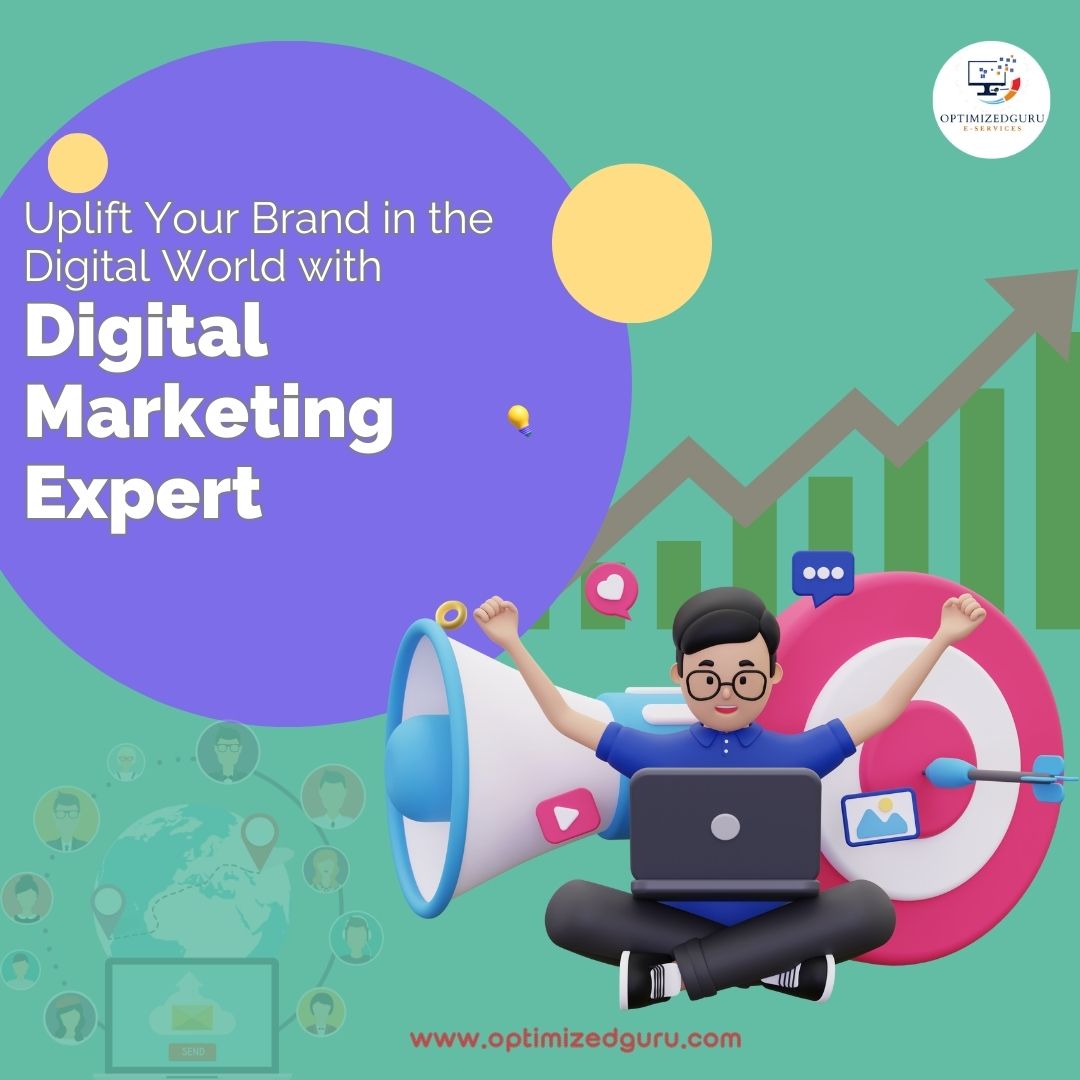 OPTIMIZEDGURU
E-SERVICES
Uplift Your Brand in the
Digital World with
Digital
Marketing
Expert
SEND
www.optimizedguru.com